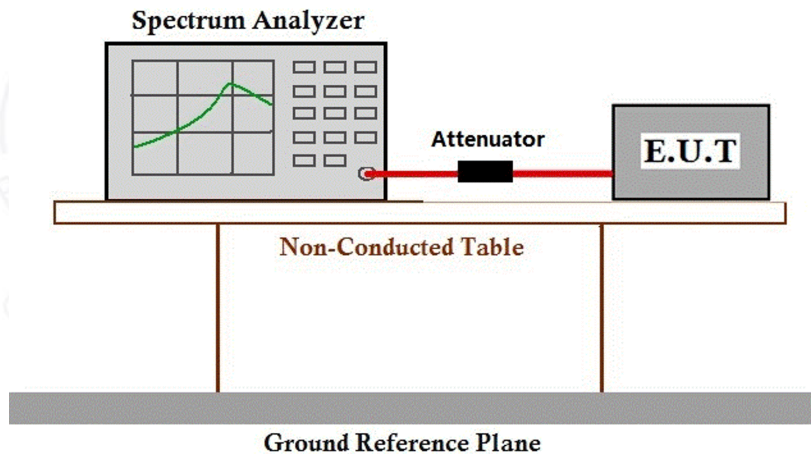 Spectrum Analyzer
Attenuator
E.U.T
Non-Conducted Table
Ground Reference Plane